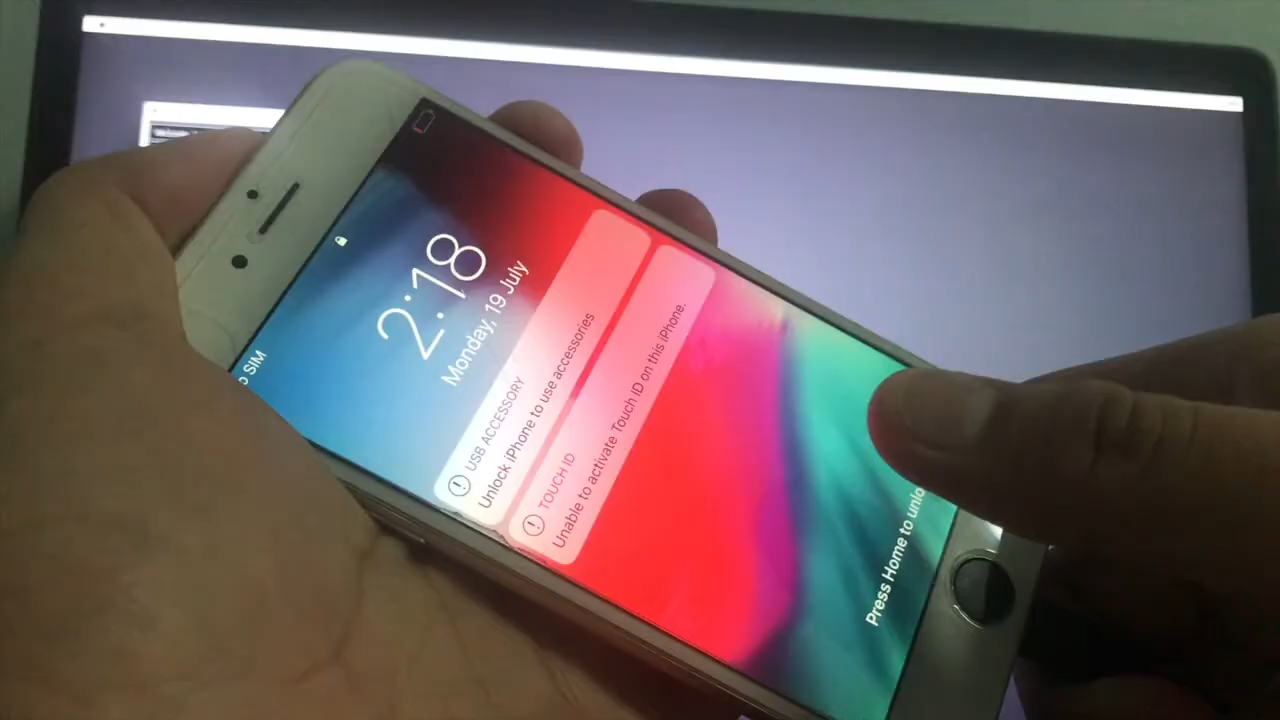 o SIM
2:18
Monday, 19 July
USB ACCESSORY
Unlock iPhone to use accessories
TOUCH ID
Unable to activate Touch ID on this iPhone.
Press Home to unlo